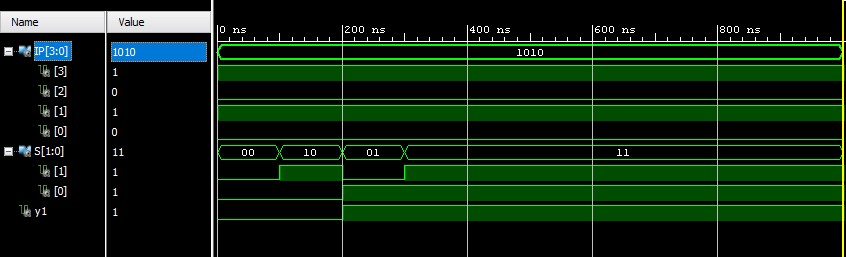 Name Value 0 ns 200 ns 400 ns 600 ns 800 ns
IP[3:0] 1010 1010
[3] 1
[2] 0
[1] 1
[0] 0
S[1:0] 11 00 10 01 11
[1] 1
[0] 1
y1 1